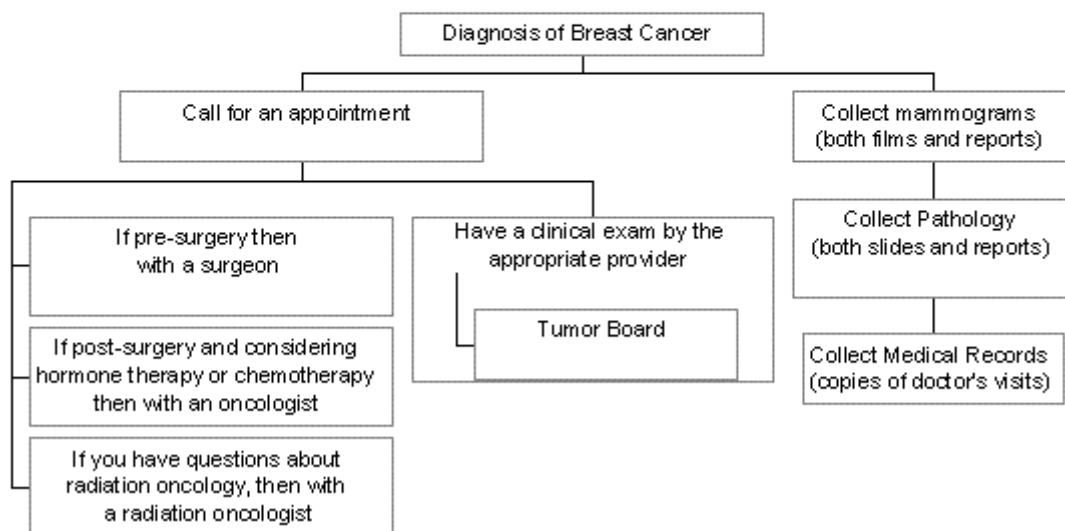 Diagnosis of Breast Cancer
Call for an appointment
If pre-surgery then
with a surgeon
If post-surgery and considering
hormone therapy or chemotherapy
then with an oncologist
If you have questions about
radiation oncology, then with
a radiation oncologist
Have a clinical exam by the
appropriate provider
Tumor Board
Collect mammograms
(both films and reports)
Collect Pathology
(both slides and reports)
Collect Medical Records
(copies of doctor's visits)